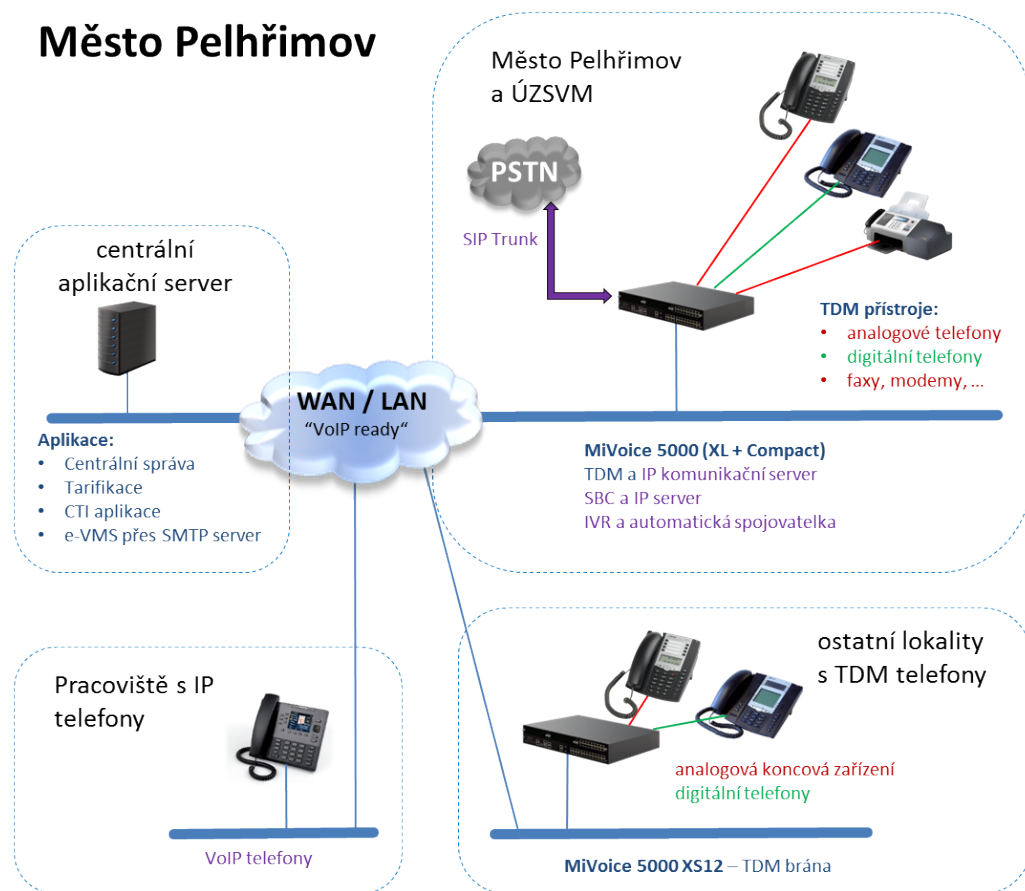 Město Pelhřimov
Město Pelhřimov
a ÚZSVM
PSTN
SIP Trunk
centrální
aplikační server
TDM přístroje:
• analogové telefony
• digitální telefony
• faxy, modemy, ...
WAN / LAN
“VoIP ready“
Aplikace:
• Centrální správa
• Tarifikace
• CTI aplikace
• e-VMS přes SMTP server
MiVoice 5000 (XL + Compact)
TDM a IP komunikační server
SBC a IP server
IVR a automatická spojovatelka
Pracoviště s IP
telefony
VoIP telefony
ostatní lokality
s TDM telefony
analogová koncová zařízení
digitální telefony
MiVoice 5000 XS12 – TDM brána